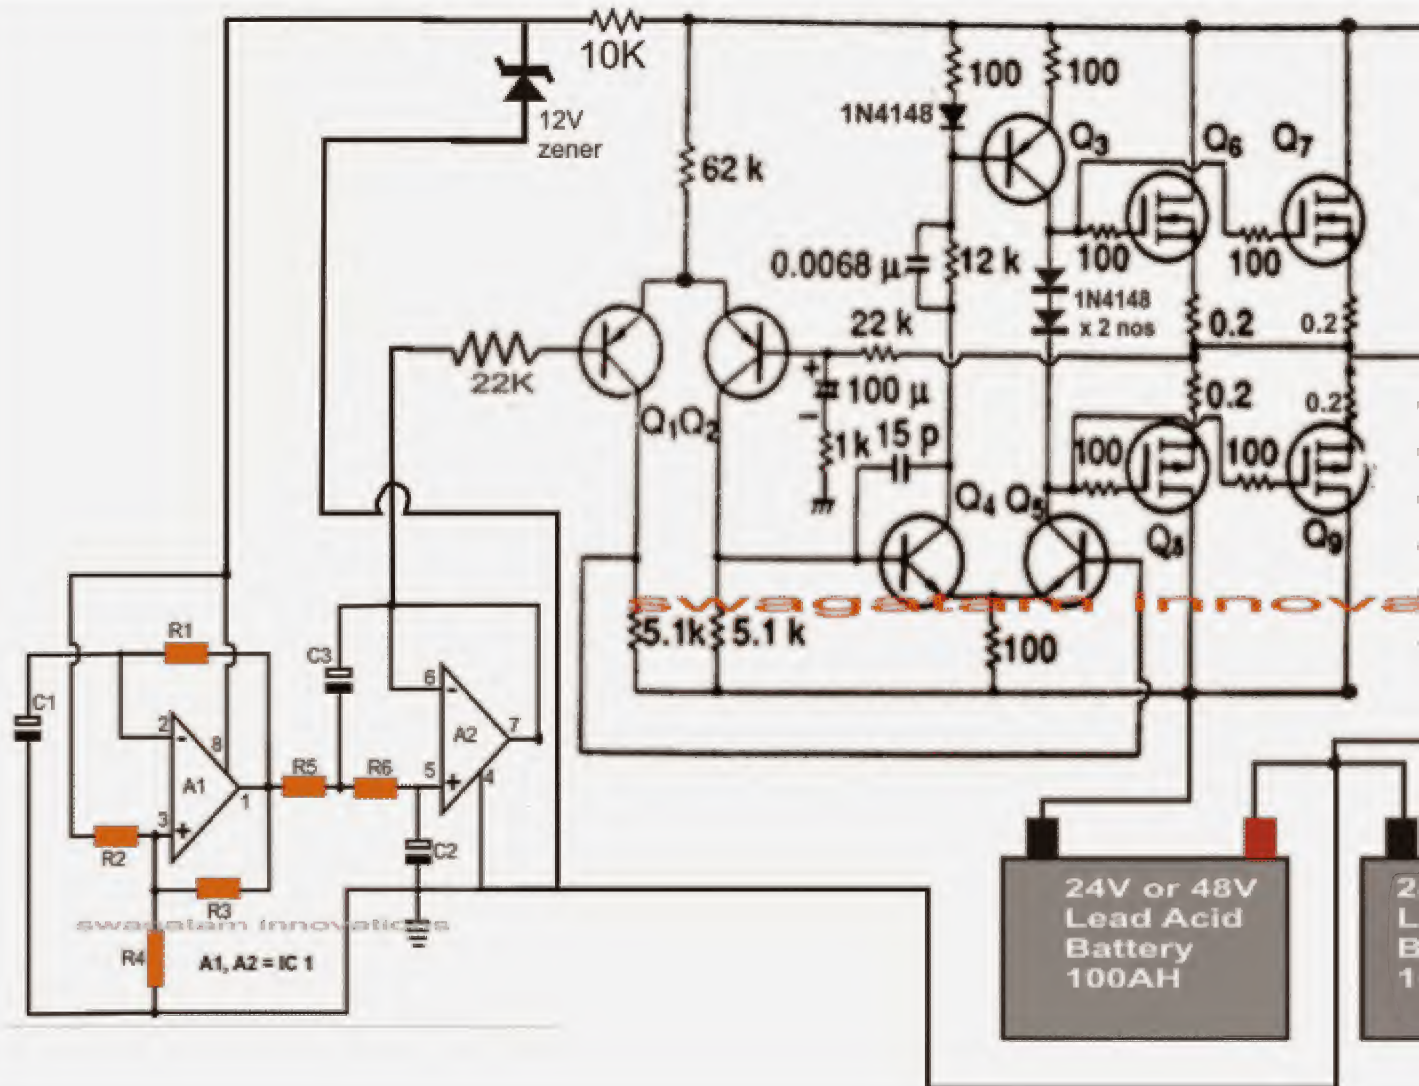 10K
12V
zener
62 k
100
100
1N4148
Q3
Q6
Q7
0.0068 μ
12 k
100
100
1N4148
x 2 nos
22 k
0.2
0.2
22K
+
100 μ
–
0.2
0.2
Q1Q2
1k
15 p
100
100
Q4
Q5
Q8
Q9
swagatam innova
5.1k
5.1 k
100
R1
C3
C1
6
-
A2
7
2
-
8
A1
1
R5
R6
5
+
4
3
+
R2
C2
R3
swagatam innovations
R4
A1, A2 = IC 1
24V or 48V
Lead Acid
Battery
100AH
2
L
B
1